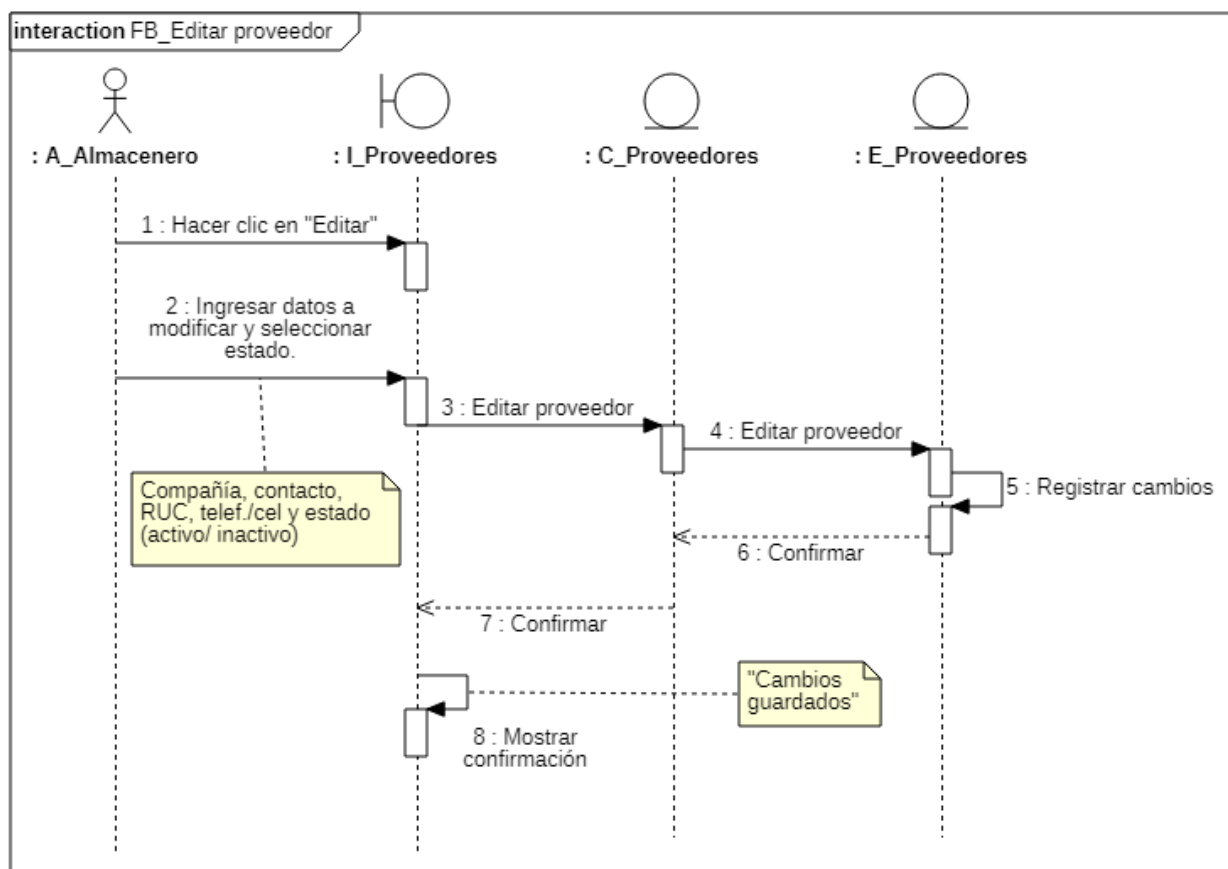 interaction FB_Editar proveedor
: A_Almacenero
: I_Proveedores
: C_Proveedores
: E_Proveedores
1 : Hacer clic en "Editar"
2 : Ingresar datos a
modificar y seleccionar
estado.
3 : Editar proveedor
4 : Editar proveedor
5 : Registrar cambios
Compañía, contacto,
RUC, telef./cel y estado
(activo/ inactivo)
6 : Confirmar
7 : Confirmar
"Cambios
guardados"
8 : Mostrar
confirmación